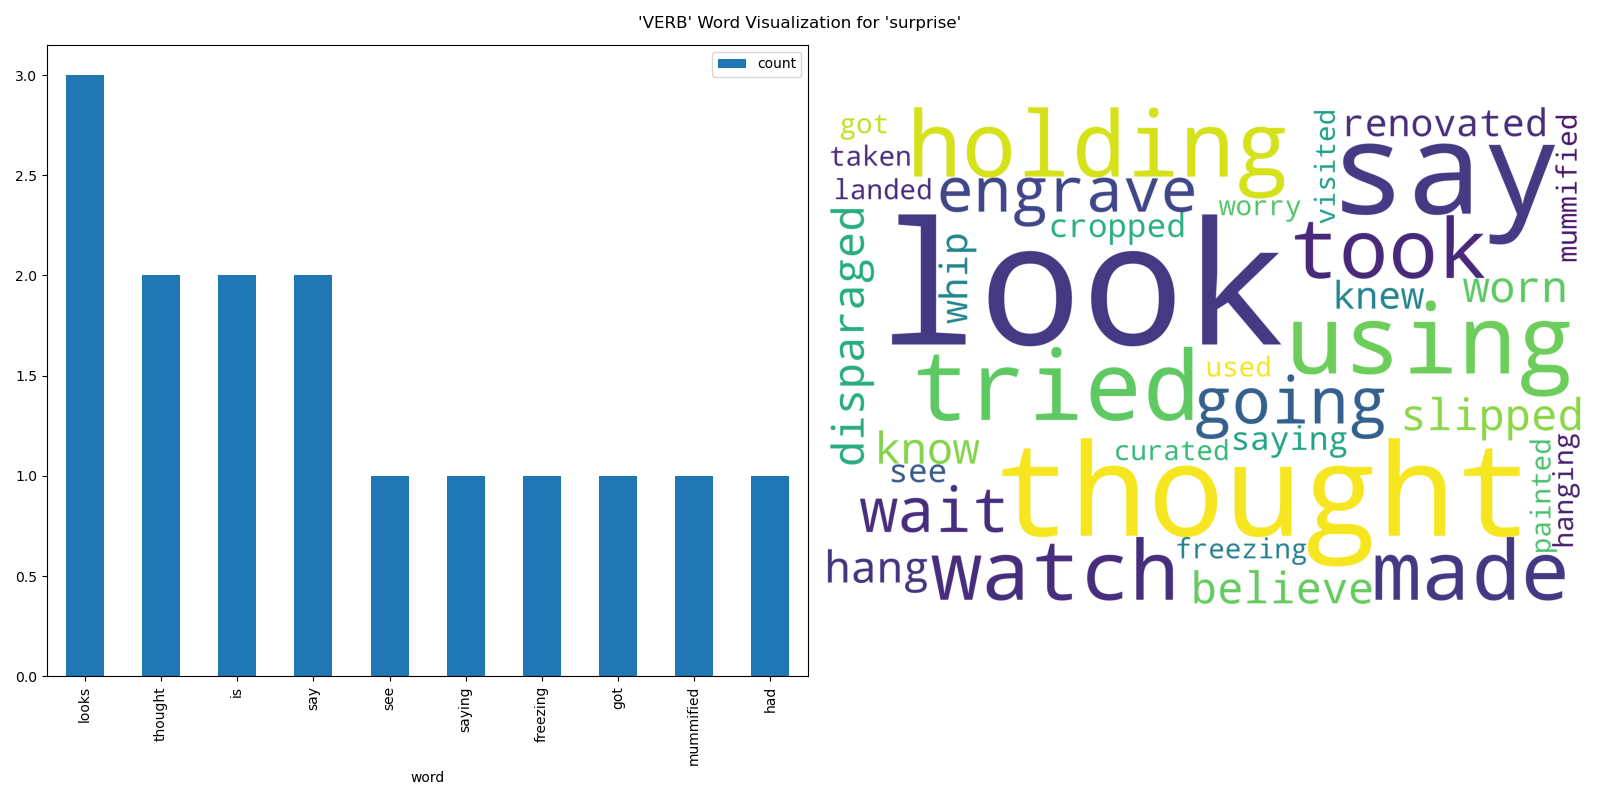 'VERB' Word Visualization for 'surprise'
count
3.0
2.5
2.0
1.5
1.0
0.5
0.0
looks
thought
is
say
see
saying
freezing
got
mummified
had
word
got
holding
visited
renovated
taken
say
mummified
landed
engrave
worry
disparaged
cropped
look
took
whip
knew
worn
using
tried
used
going
slipped
know
curated
saying
see
thought
painted
hanging
wait
hang
watch
freezing
believe
made